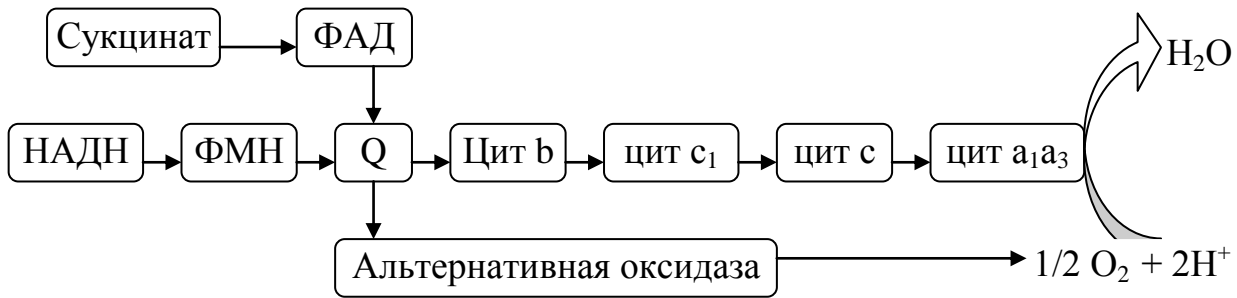 Сукцинат
ФАД
H₂O
НАДН
ФМН
Q
Цит b
цит c₁
цит c
цит a₁a₃
Альтернативная оксидаза
1/2 O₂ + 2H⁺